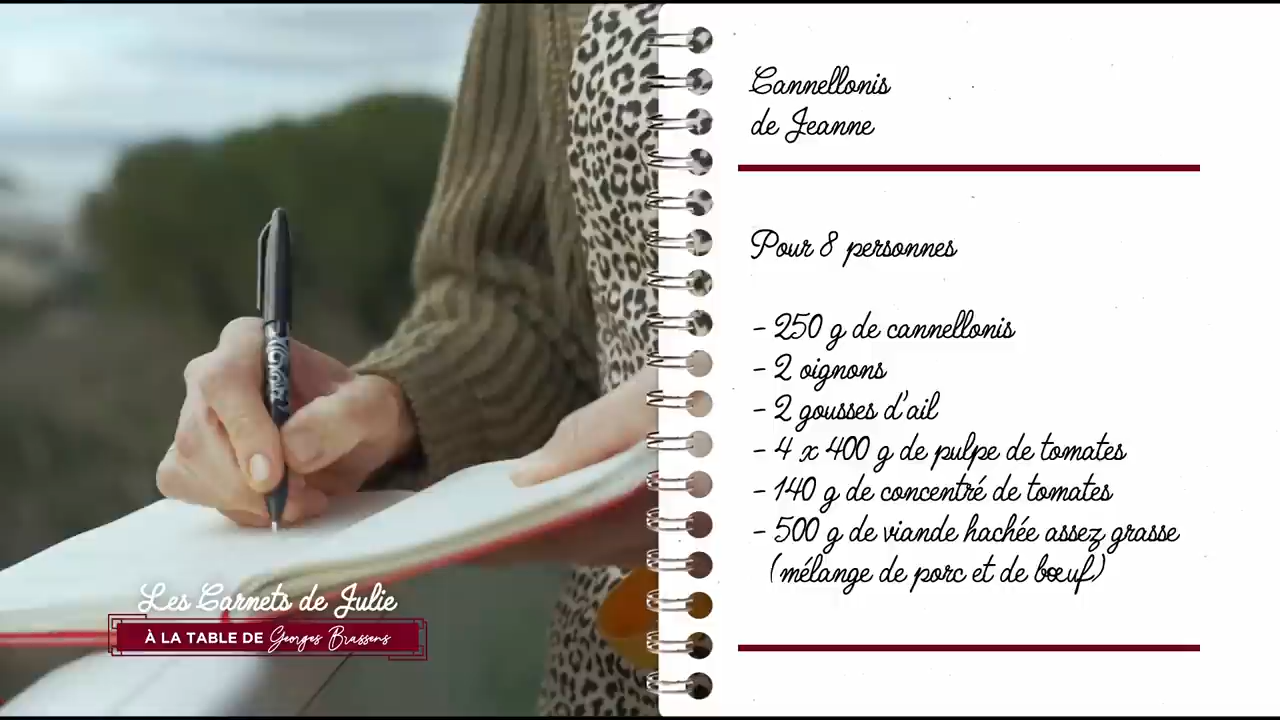 Cannellonis
de Jeanne
Pour 8 personnes
- 250 g de cannellonis
- 2 oignons
- 2 gousses d'ail
- 4 x 400 g de pulpe de tomates
- 140 g de concentré de tomates
- 500 g de viande hachée assez grasse
(mélange de porc et de bœuf)
Les Carnets de Julie
À LA TABLE DE Georges Brassens